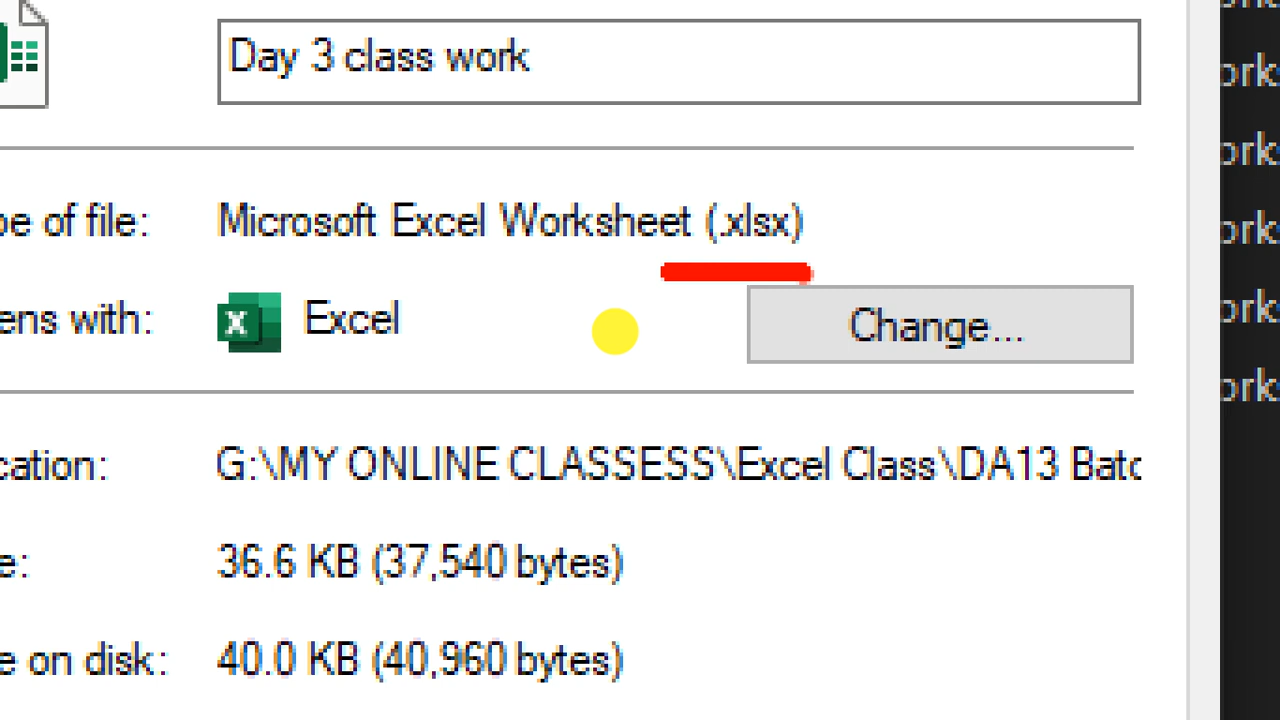 Day 3 class work
pe of file: Microsoft Excel Worksheet (.xlsx)
ens with: Excel
Change...
cation: G:\MY ONLINE CLASSESS\Excel Class\DA13 Batc
e: 36.6 KB (37,540 bytes)
e on disk: 40.0 KB (40,960 bytes)
orks
orks
orks
orks
orks